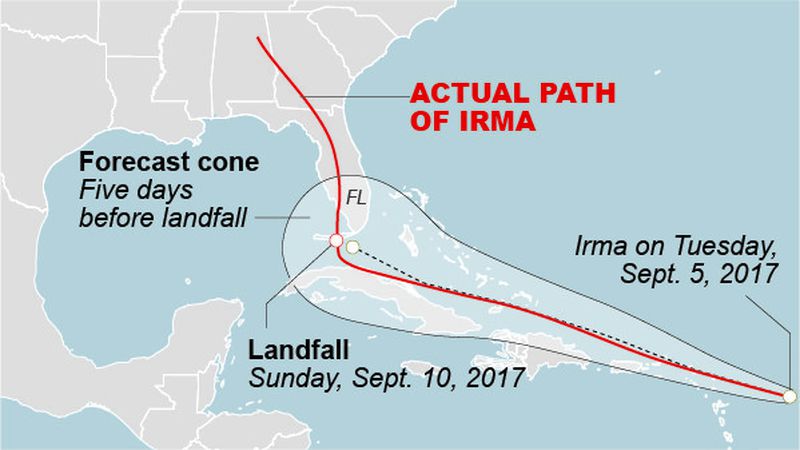 ACTUAL PATH
OF IRMA
Forecast cone
Five days
before landfall
FL
Irma on Tuesday,
Sept. 5, 2017
Landfall
Sunday, Sept. 10, 2017